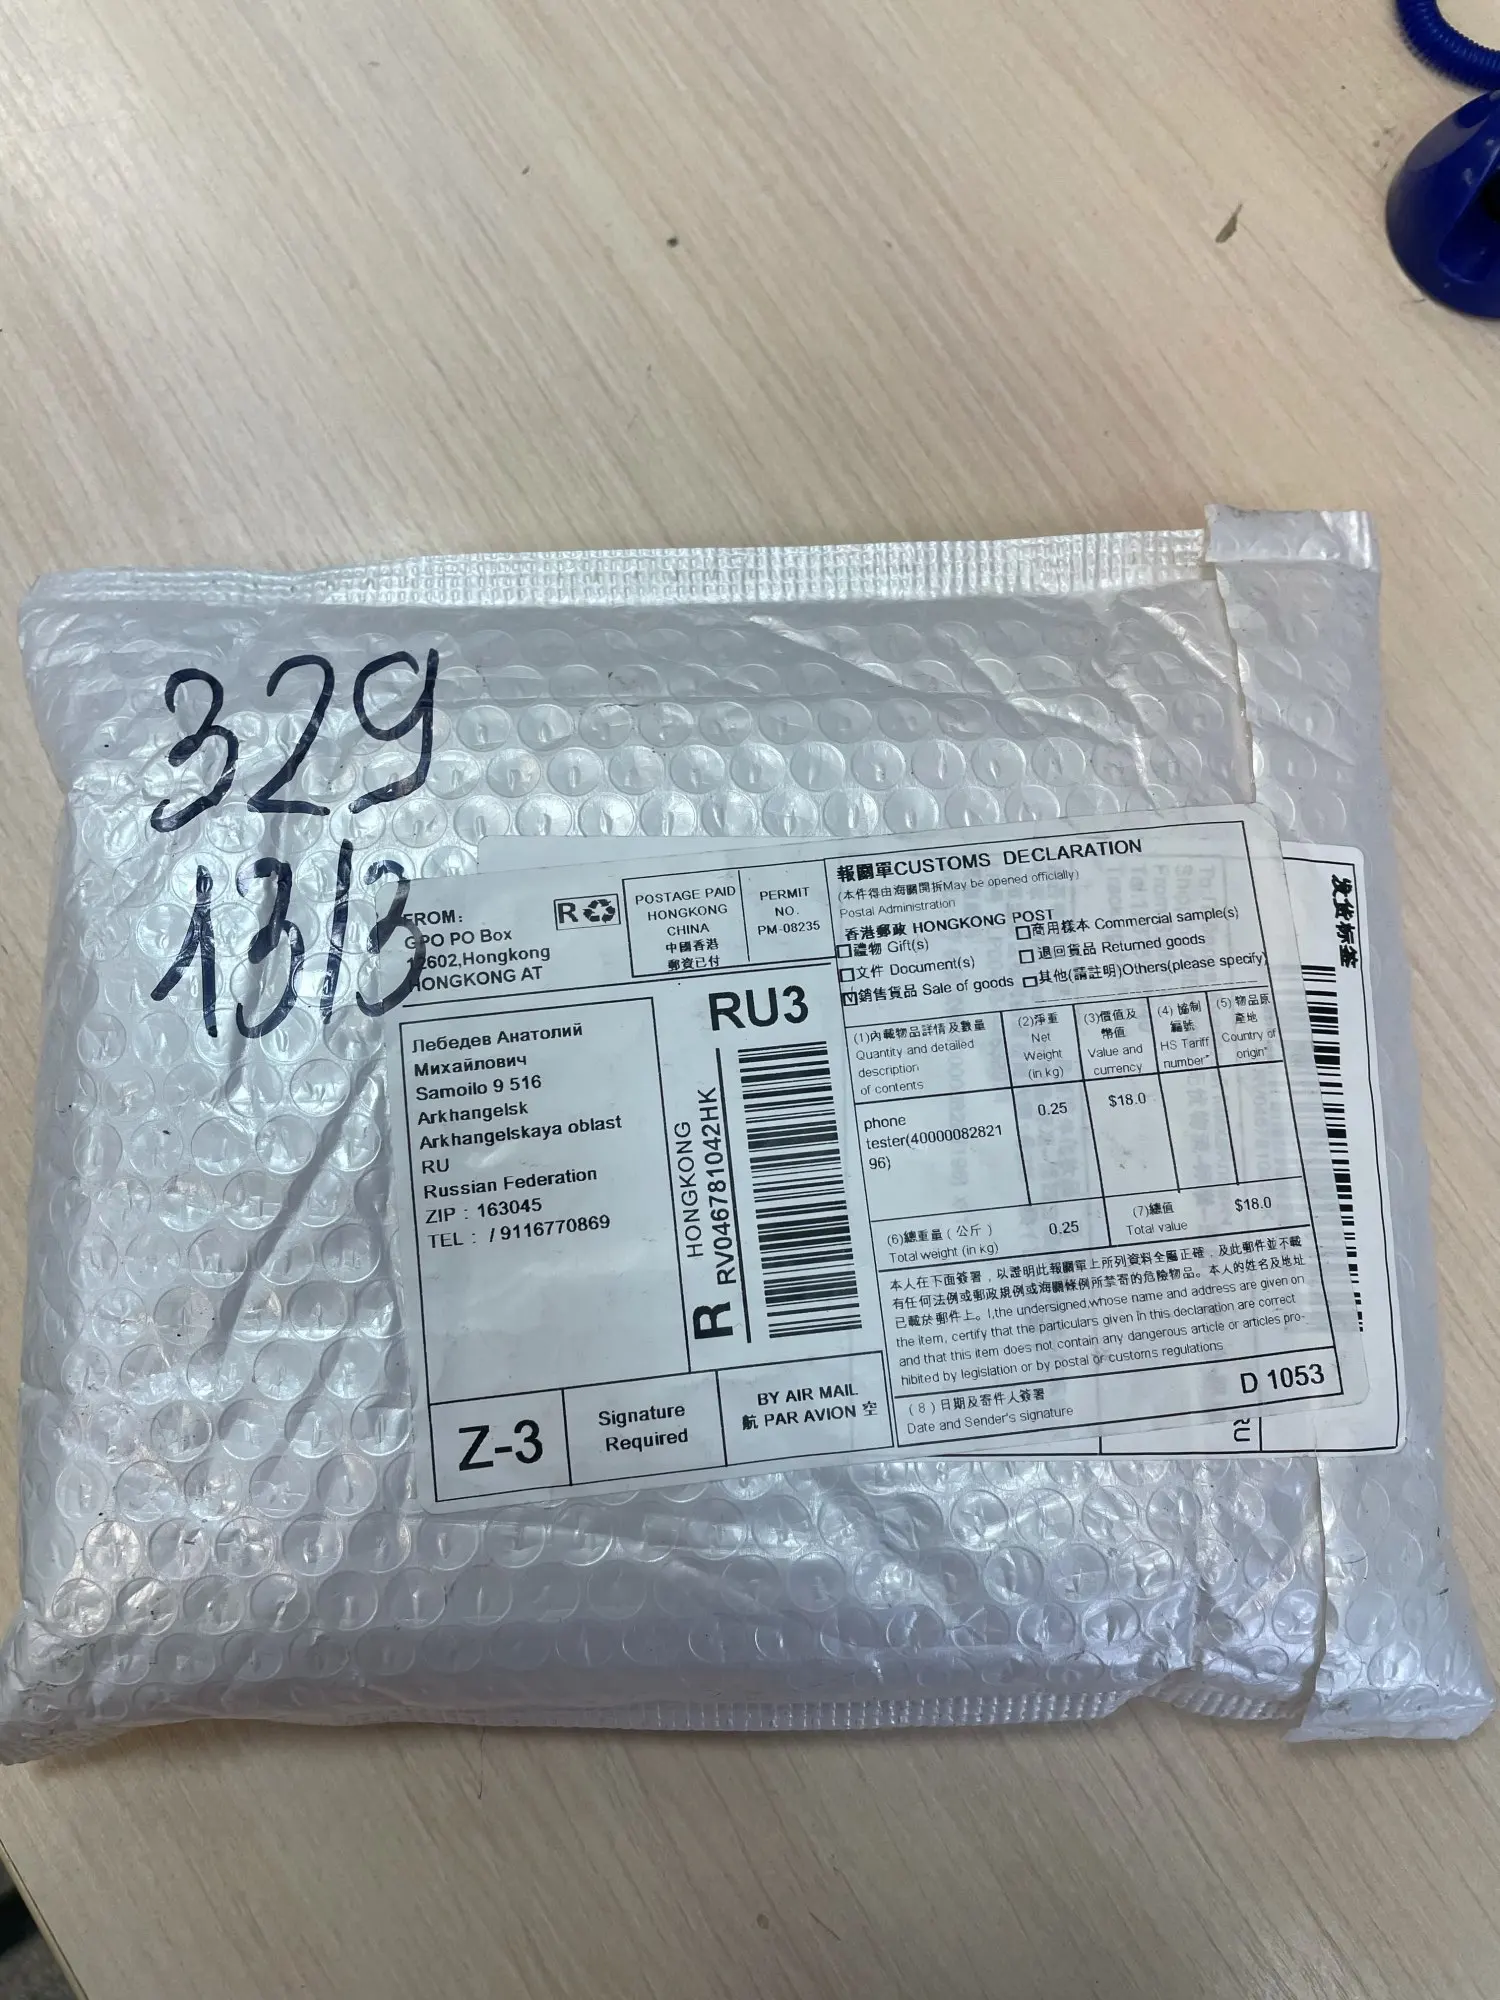 329
1313
FROM:
GPO PO Box
12602,Hongkong
HONGKONG AT
R
POSTAGE PAID
HONGKONG
CHINA
中國香港
郵資已付
PERMIT
NO.
PM-08235
報關單CUSTOMS DECLARATION
(本件得由海關開拆May be opened officially)
Postal Administration
香港郵政 HONGKONG POST
禮物 Gift(s)
商用樣本 Commercial sample(s)
文件 Document(s)
退回貨品 Returned goods
銷售貨品 Sale of goods
其他(請註明)Others(please specify)
Лебедев Анатолий
Михайлович
Samoilo 9 516
Arkhangelsk
Arkhangelskaya oblast
RU
Russian Federation
ZIP : 163045
TEL : / 9116770869
RU3
HONGKONG
R RV046781042HK
(1)內載物品詳情及數量
Quantity and detailed
description
of contents
(2)淨重
Net
Weight
(in kg)
(3)價值及
幣值
Value and
currency
(4) 協制
編號
HS Tariff
number*
(5) 物品原
產地
Country of
origin*
phone
tester(40000082821
96)
0.25
$18.0
(6)總重量 ( 公斤 )
Total weight (in kg)
0.25
(7)總值
Total value
$18.0
本人在下面簽署，以證明此報關單上所列資料全屬正確，及此郵件並不載
有任何法例或郵政規例或海關條例所禁寄的危險物品。本人的姓名及地址
已載於郵件上。I,the undersigned,whose name and address are given on
the item, certify that the particulars given in this declaration are correct
and that this item does not contain any dangerous article or articles pro-
hibited by legislation or by postal or customs regulations
(8) 日期及寄件人簽署
Date and Sender's signature
D 1053
Z-3
Signature
Required
BY AIR MAIL
航 PAR AVION 空
发货标签
RU